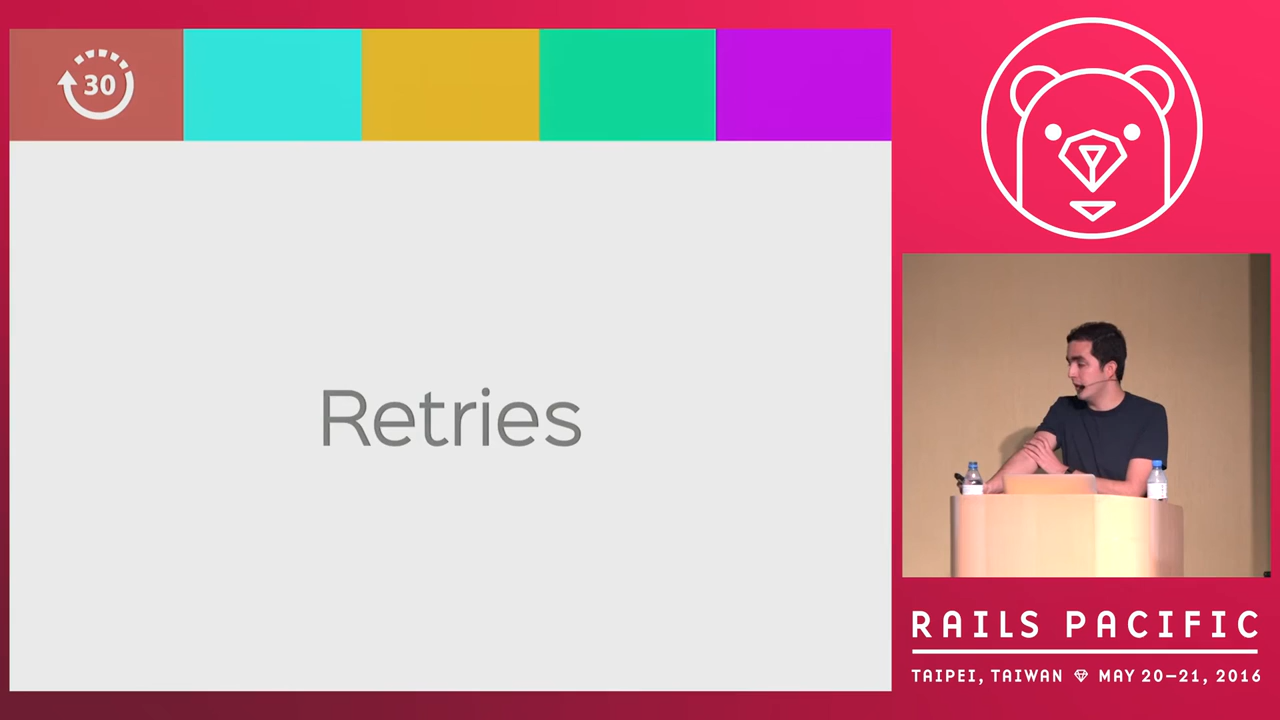 30
Retries
RAILS PACIFIC
TAIPEI, TAIWAN MAY 20–21, 2016